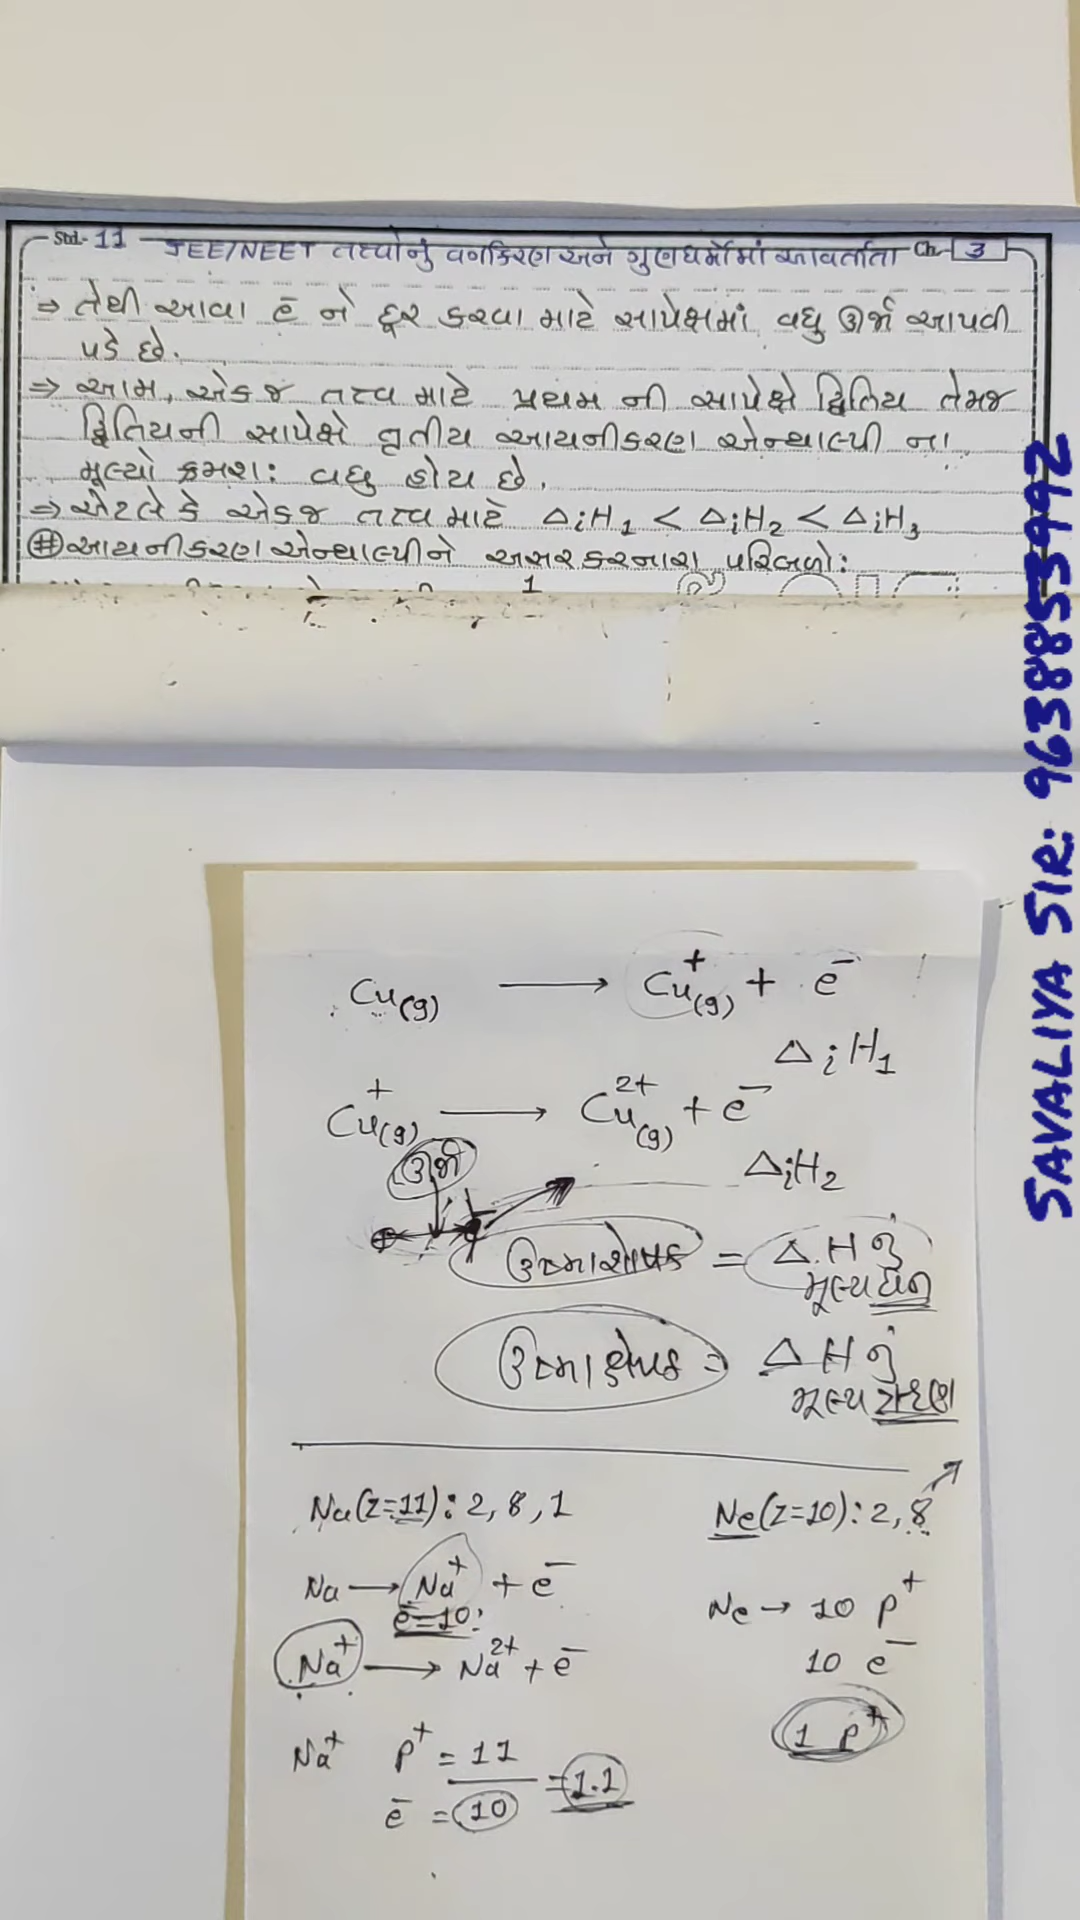 Std.- 11 JEE/NEET તત્વોનું વર્ગીકરણ અને ગુણધર્મોમાં આવર્તતા Ch. 3
⇒ તેથી આવા e̅ ને દૂર કરવા માટે સાપેક્ષમાં વધુ ઊર્જા આપવી
પડે છે.
⇒ આમ, એકજ તત્વ માટે પ્રથમ ની સાપેક્ષે દ્વિતિય તેમજ
દ્વિતિયની સાપેક્ષે તૃતીય આયનીકરણ એન્થાલ્પી ના
મૂલ્યો ક્રમશ: વધુ હોય છે.
⇒ એટલે કે એકજ તત્વ માટે ΔiH1 < ΔiH2 < ΔiH3
# આયનીકરણ એન્થાલ્પીને અસર કરનારા પરિબળો:
1
SAVALIYA SIR: 9638853992
Cu(g) ⟶ Cu⁺(g) + e⁻
ΔiH1
Cu⁺(g) ⟶ Cu²⁺(g) + e⁻
ઊર્જા
ΔiH2
ઉષ્માશોષક = Δ.H નું
મૂલ્ય ધન
ઉષ્માક્ષેપક = ΔH નું
મૂલ્ય ઋણ
Na(z=11): 2, 8, 1
Na ⟶ Na⁺ + e⁻
e̅=10:
Na⁺ ⟶ Na²⁺ + e⁻
Na⁺ p⁺ = 11
e̅ = 10
=1.1
Ne(z=10): 2, 8
Ne → 10 p⁺
10 e⁻
1 p⁺